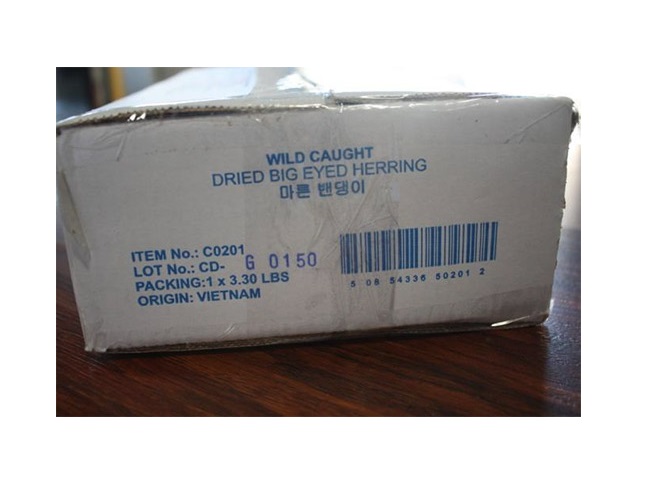 WILD CAUGHT
DRIED BIG EYED HERRING
마른 밴댕이
ITEM No.: C0201
LOT No.: CD- G 0150
PACKING:1 x 3.30 LBS
ORIGIN: VIETNAM
5 08 54336 50201 2